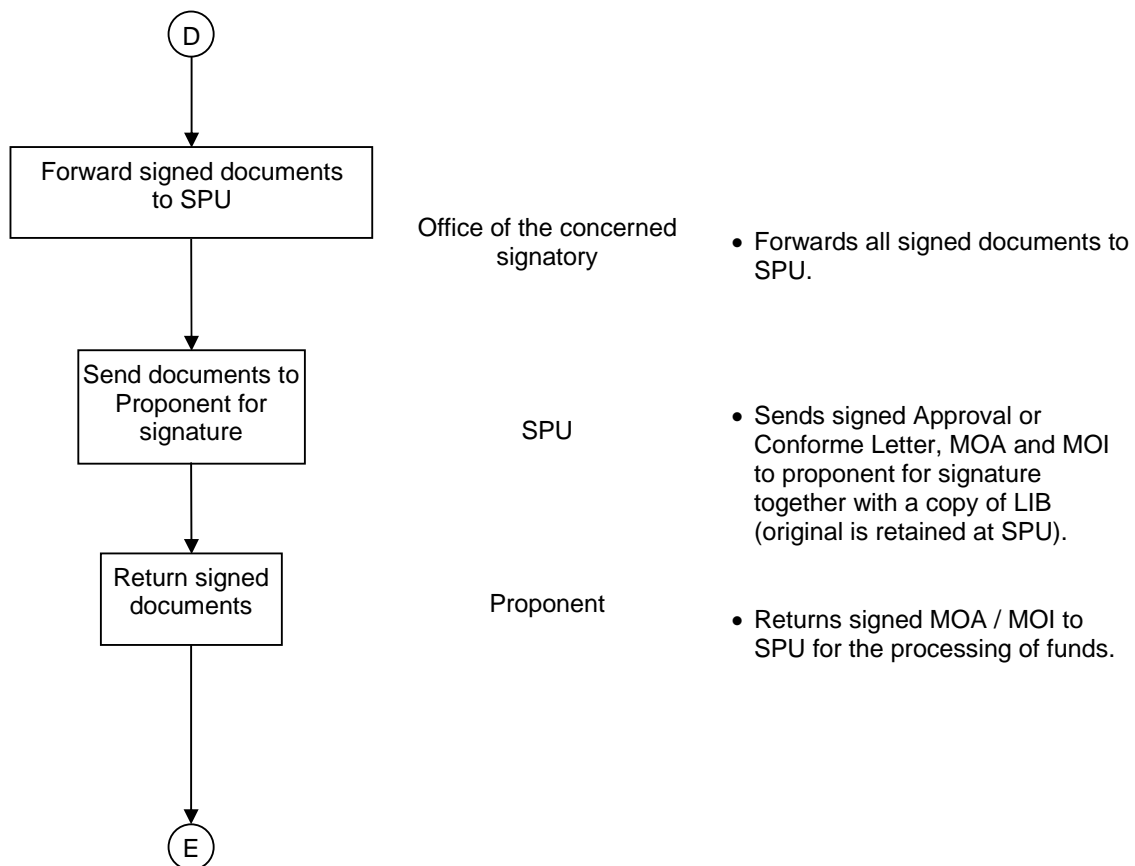 D
Forward signed documents
to SPU
Office of the concerned
signatory
• Forwards all signed documents to
SPU.
Send documents to
Proponent for
signature
SPU
• Sends signed Approval or
Conforme Letter, MOA and MOI
to proponent for signature
together with a copy of LIB
(original is retained at SPU).
Return signed
documents
Proponent
• Returns signed MOA / MOI to
SPU for the processing of funds.
E